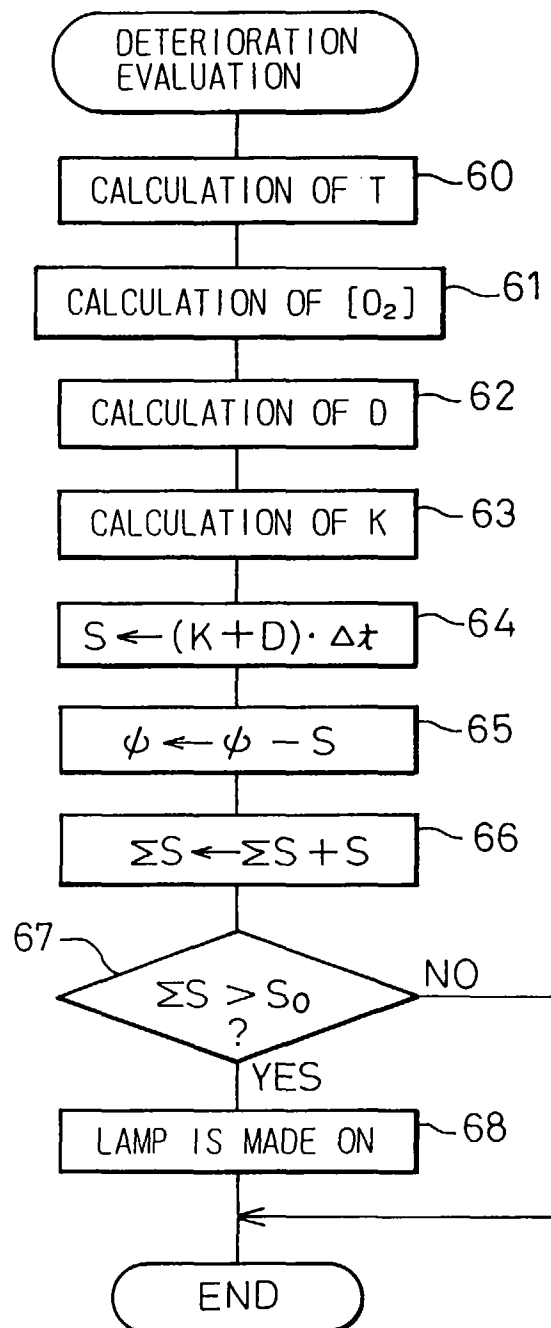 DETERIORATION
EVALUATION
CALCULATION OF T
60
CALCULATION OF [O₂]
61
CALCULATION OF D
62
CALCULATION OF K
63
S ← (K + D) · Δt
64
ψ ← ψ - S
65
ΣS ← ΣS + S
66
67
ΣS > S₀
?
NO
YES
LAMP IS MADE ON
68
END